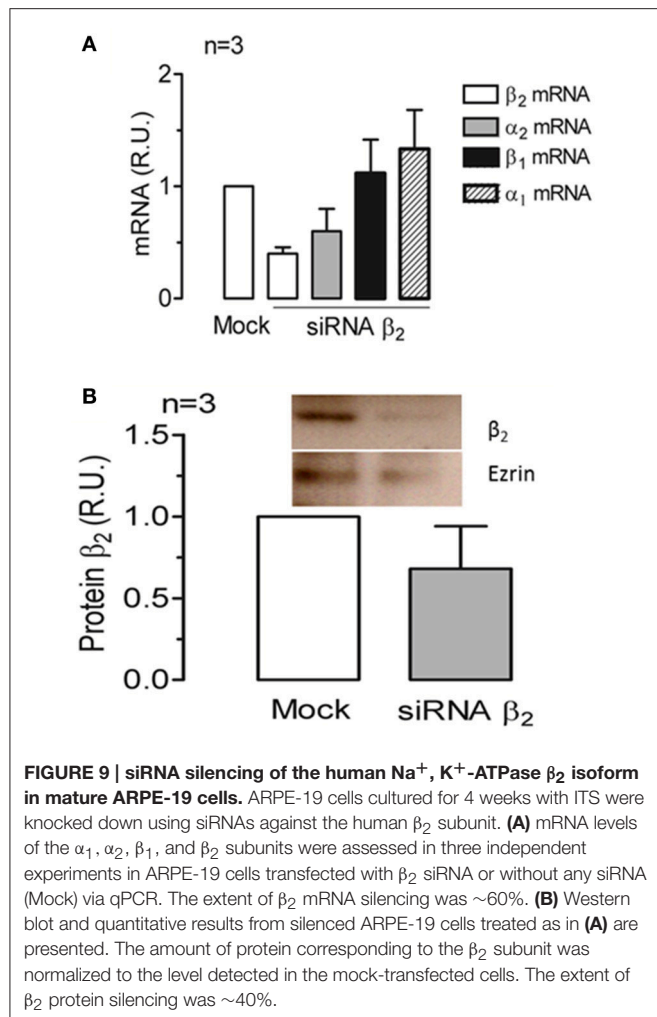 A
n=3
2
1
0
mRNA (R.U.)
β₂ mRNA
α₂ mRNA
β₁ mRNA
α₁ mRNA
Mock
siRNA β₂
B
n=3
1.5
1.0
0.5
0.0
Protein β₂ (R.U.)
β₂
Ezrin
Mock
siRNA β₂
FIGURE 9 | siRNA silencing of the human Na⁺, K⁺-ATPase β₂ isoform
in mature ARPE-19 cells. ARPE-19 cells cultured for 4 weeks with ITS were
knocked down using siRNAs against the human β₂ subunit. (A) mRNA levels
of the α₁, α₂, β₁, and β₂ subunits were assessed in three independent
experiments in ARPE-19 cells transfected with β₂ siRNA or without any siRNA
(Mock) via qPCR. The extent of β₂ mRNA silencing was ∼60%. (B) Western
blot and quantitative results from silenced ARPE-19 cells treated as in (A) are
presented. The amount of protein corresponding to the β₂ subunit was
normalized to the level detected in the mock-transfected cells. The extent of
β₂ protein silencing was ∼40%.